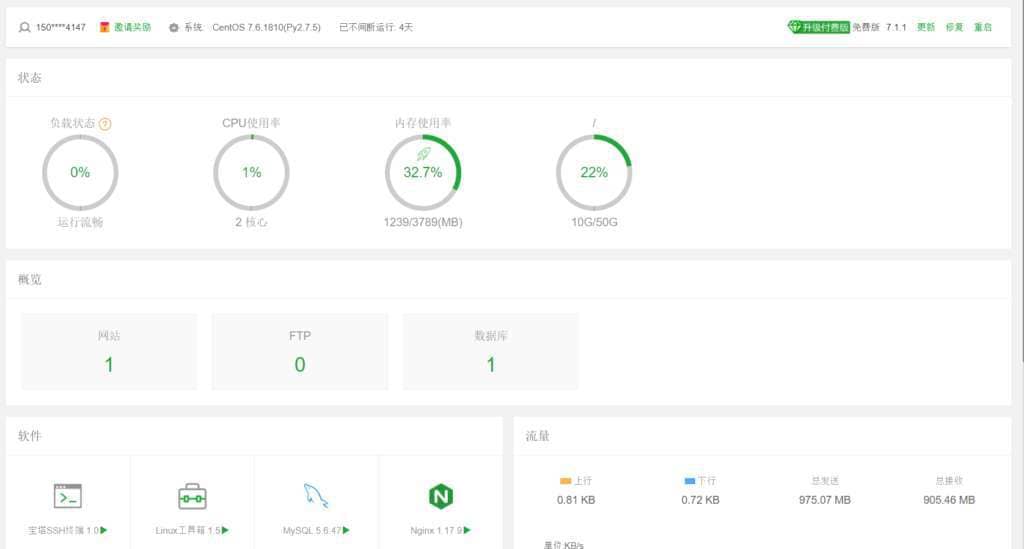 150****4147 邀请奖励 系统: CentOS 7.6.1810(Py2.7.5) 已不间断运行: 4天 升级付费版 免费版 7.1.1 更新 修复 重启
状态
负载状态 ? CPU使用率 内存使用率 /
0% 1% 32.7% 22%
运行流畅 2 核心 1239/3789(MB) 10G/50G
概览
网站 FTP 数据库
1 0 1
软件 流量
上行 下行 总发送 总接收
0.81 KB 0.72 KB 975.07 MB 905.46 MB
宝塔SSH终端 1.0 Linux工具箱 1.5 MySQL 5.6.47 Nginx 1.17.9
单位:KB/s